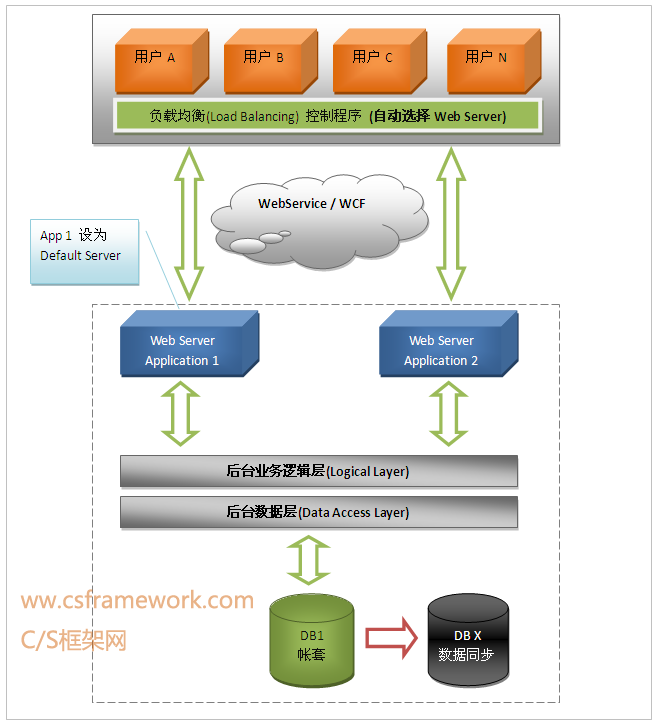 用户 A
用户 B
用户 C
用户 N
负载均衡(Load Balancing) 控制程序 (自动选择 Web Server)
WebService / WCF
App 1 设为
Default Server
Web Server
Application 1
Web Server
Application 2
后台业务逻辑层(Logical Layer)
后台数据层(Data Access Layer)
ww.csframework.com
C/S框架网
DB1
帐套
DB X
数据同步